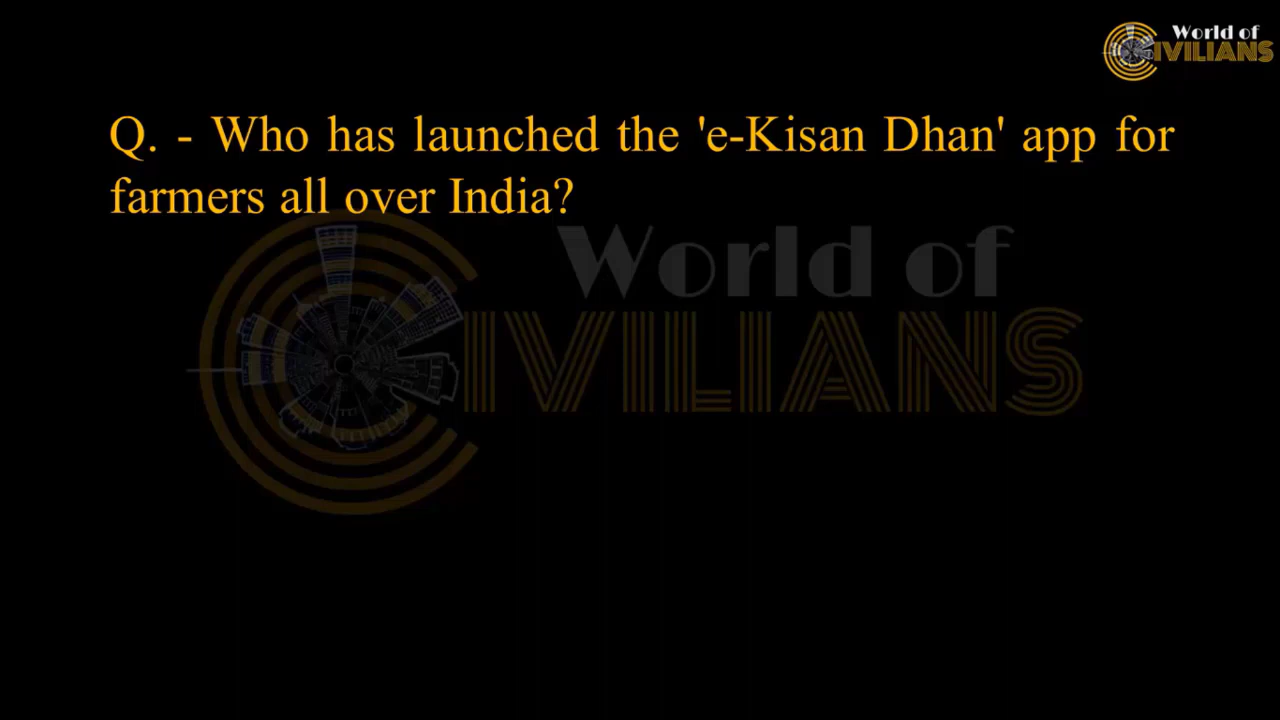 World of
CIVILIANS
Q. - Who has launched the 'e-Kisan Dhan' app for
farmers all over India?
World of
CIVILIANS